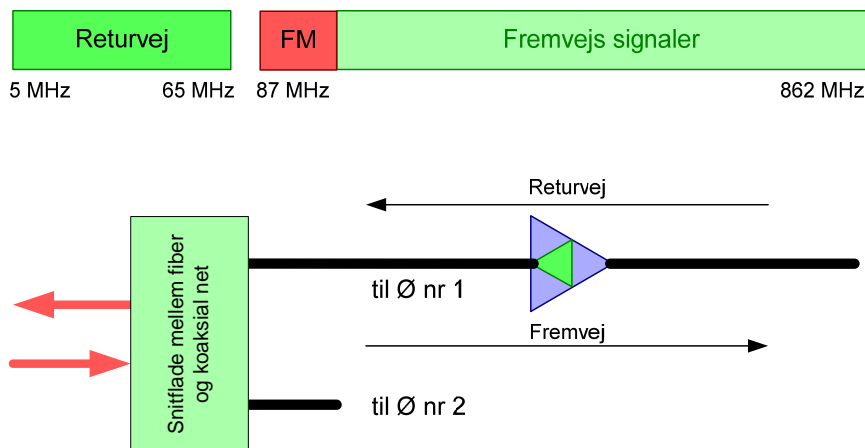 Returvej
FM
Fremvejs signaler
5 MHz
65 MHz
87 MHz
862 MHz
Returvej
Snitflade mellem fiber
og koaksial net
til Ø nr 1
Fremvej
til Ø nr 2